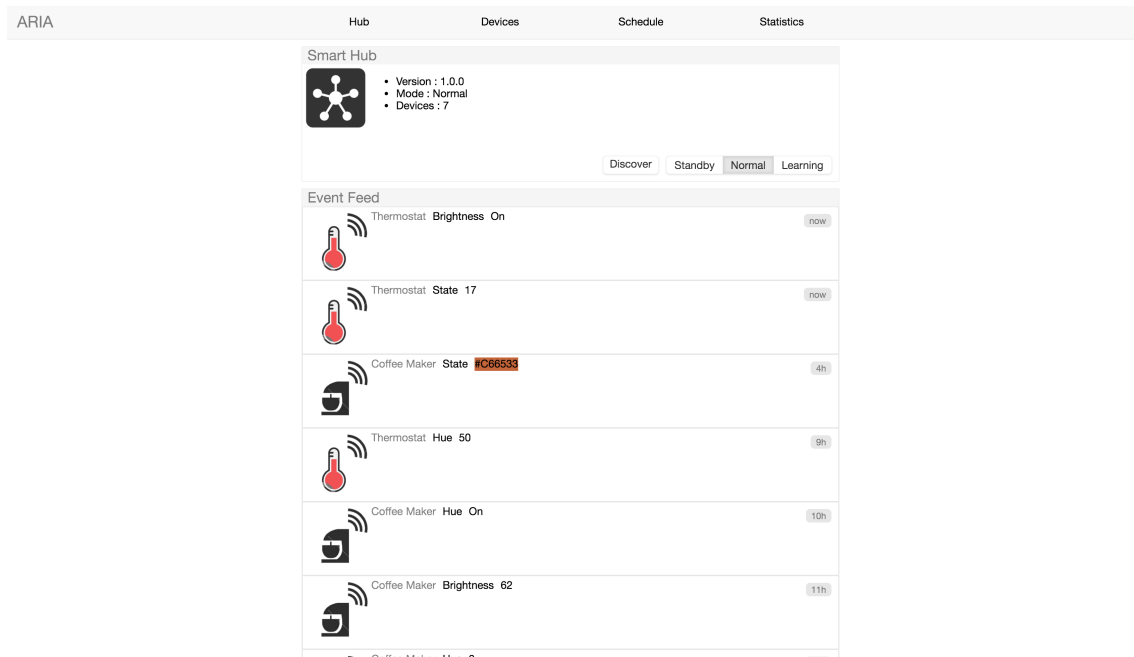 ARIA Hub Devices Schedule Statistics
Smart Hub
• Version : 1.0.0
• Mode : Normal
• Devices : 7
Discover Standby Normal Learning
Event Feed
Thermostat Brightness On now
Thermostat State 17 now
Coffee Maker State #C66533 4h
Thermostat Hue 50 9h
Coffee Maker Hue On 10h
Coffee Maker Brightness 62 11h